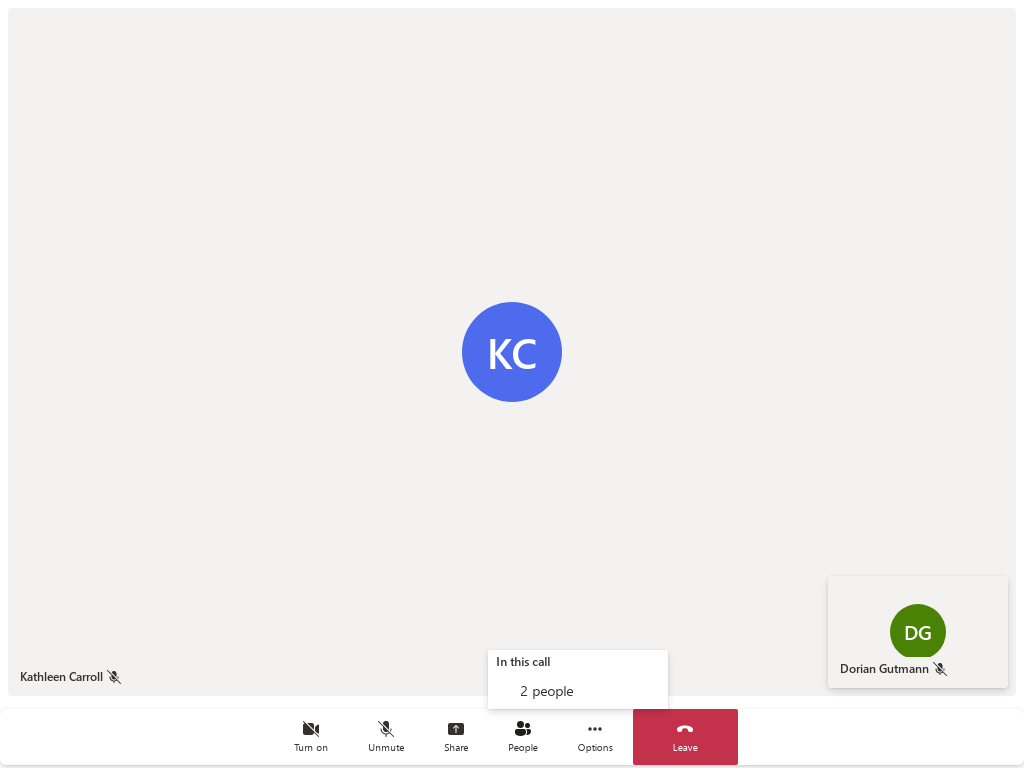 KC
DG
Kathleen Carroll
Dorian Gutmann
In this call
2 people
Turn on
Unmute
Share
People
Options
Leave